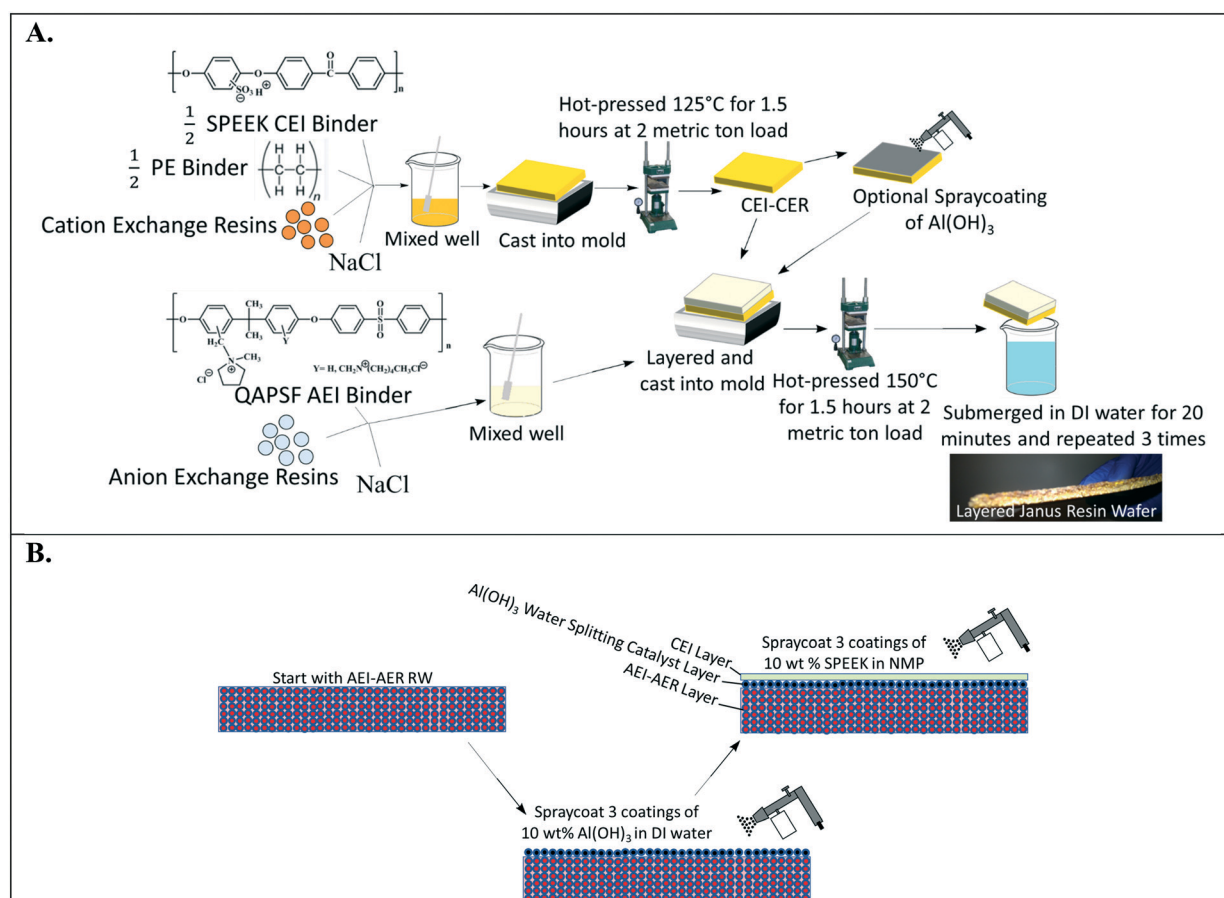 A.
O
O
O
C
n
SO₃H
⊕
⊖
1/2 SPEEK CEI Binder
1/2 PE Binder
H H
C—C
H H
n
Cation Exchange Resins
NaCl
Mixed well
Cast into mold
Hot-pressed 125°C for 1.5
hours at 2 metric ton load
CEI-CER
Optional Spraycoating
of Al(OH)₃
CH₃
O
O
O
S
O
n
CH₃
H₂C
Y
N
CH₃
⊕
Cl⊖
Y= H, CH₂N⊕(CH₂)₄CH₃Cl⊖
QAPSF AEI Binder
Anion Exchange Resins
NaCl
Mixed well
Layered and
cast into mold
Hot-pressed 150°C
for 1.5 hours at 2
metric ton load
Submerged in DI water for 20
minutes and repeated 3 times
Layered Janus Resin Wafer
B.
Start with AEI-AER RW
Spraycoat 3 coatings of
10 wt% Al(OH)₃ in DI water
Al(OH)₃ Water Splitting Catalyst Layer
CEI Layer
AEI-AER Layer
Spraycoat 3 coatings of
10 wt % SPEEK in NMP